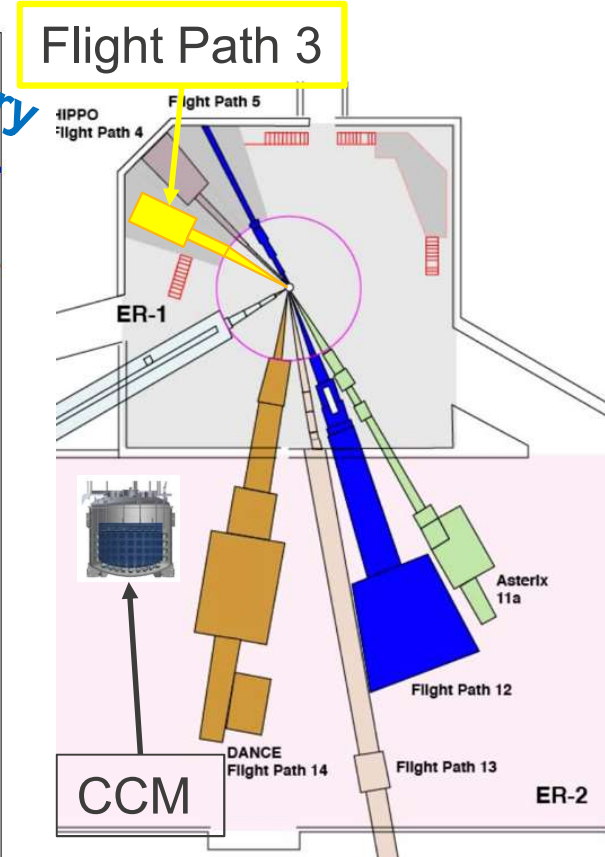 Flight Path 3
ry
Flight Path 5
HIPPO
Flight Path 4
ER-1
Asterix
11a
Flight Path 12
DANCE
Flight Path 14
Flight Path 13
CCM
ER-2